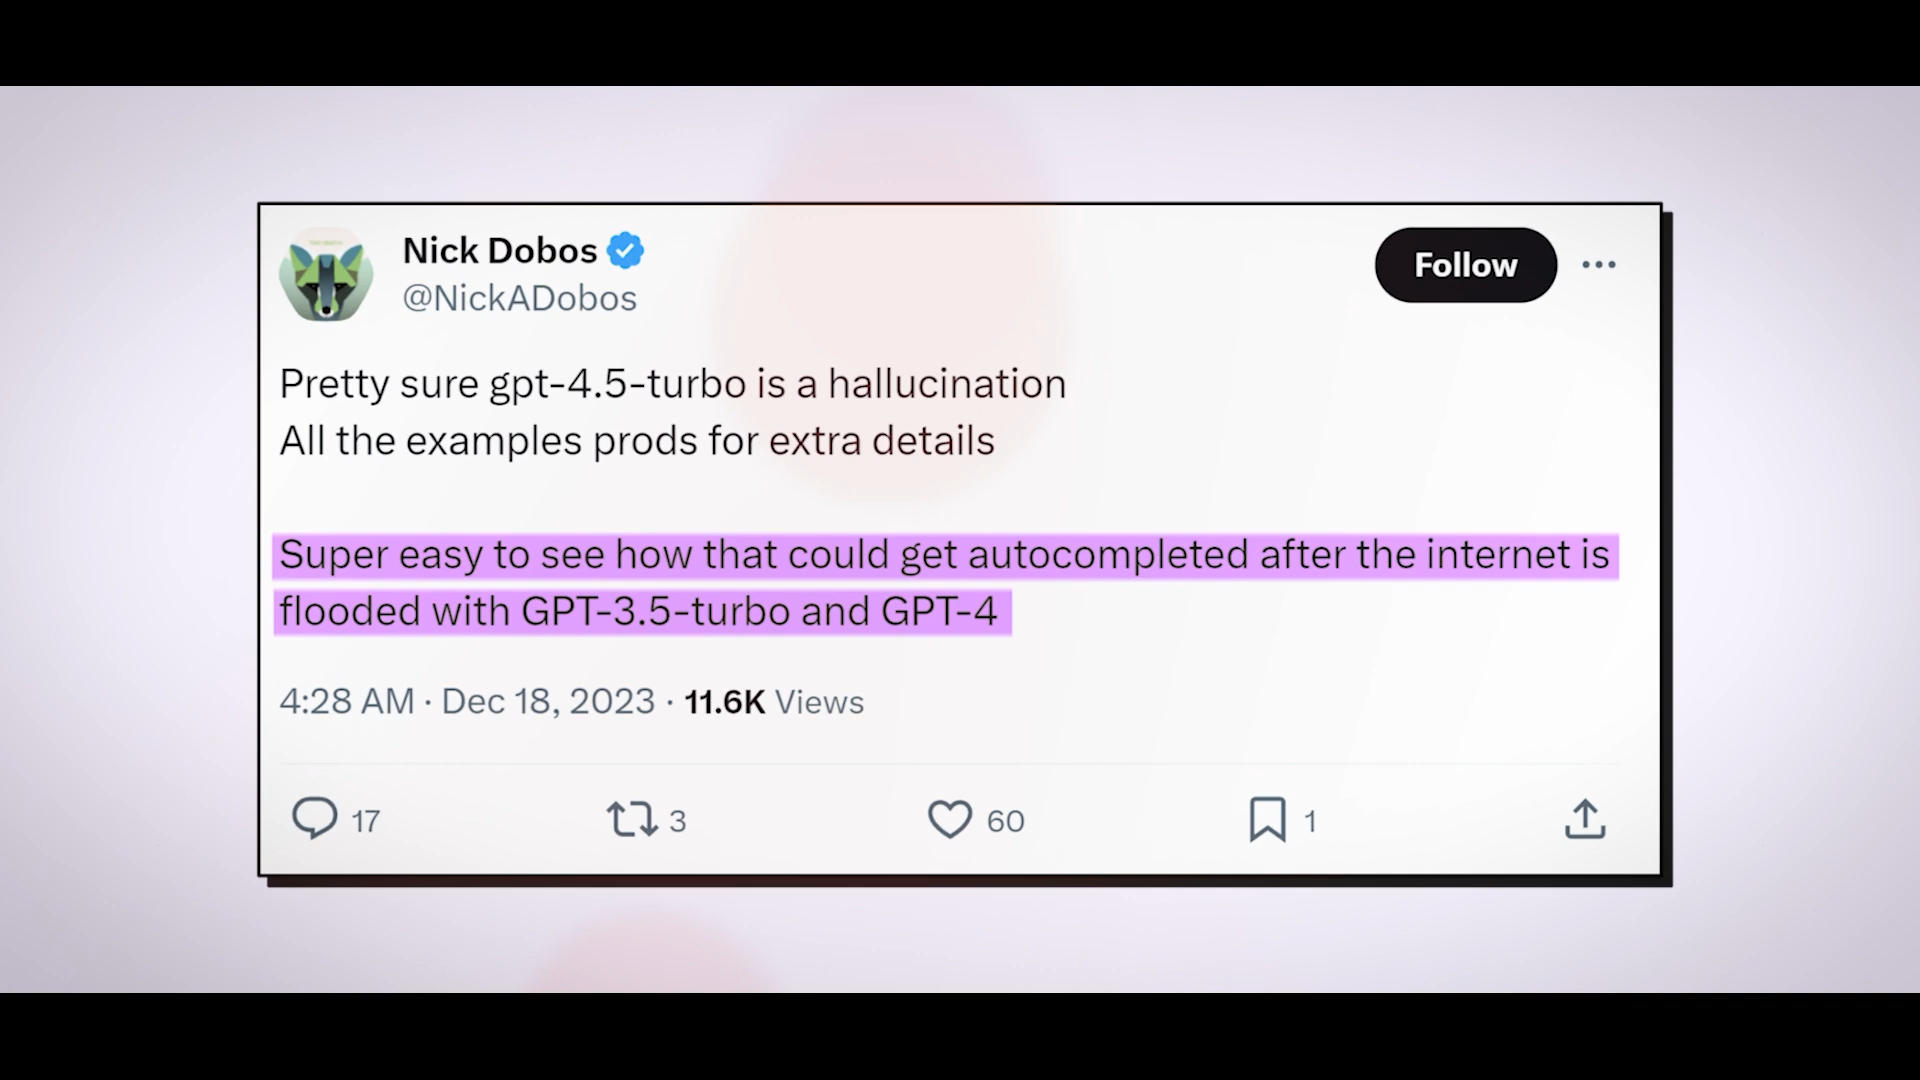 Nick Dobos
@NickADobos
Follow
Pretty sure gpt-4.5-turbo is a hallucination
All the examples prods for extra details
Super easy to see how that could get autocompleted after the internet is
flooded with GPT-3.5-turbo and GPT-4
4:28 AM · Dec 18, 2023 · 11.6K Views
17 3 60 1